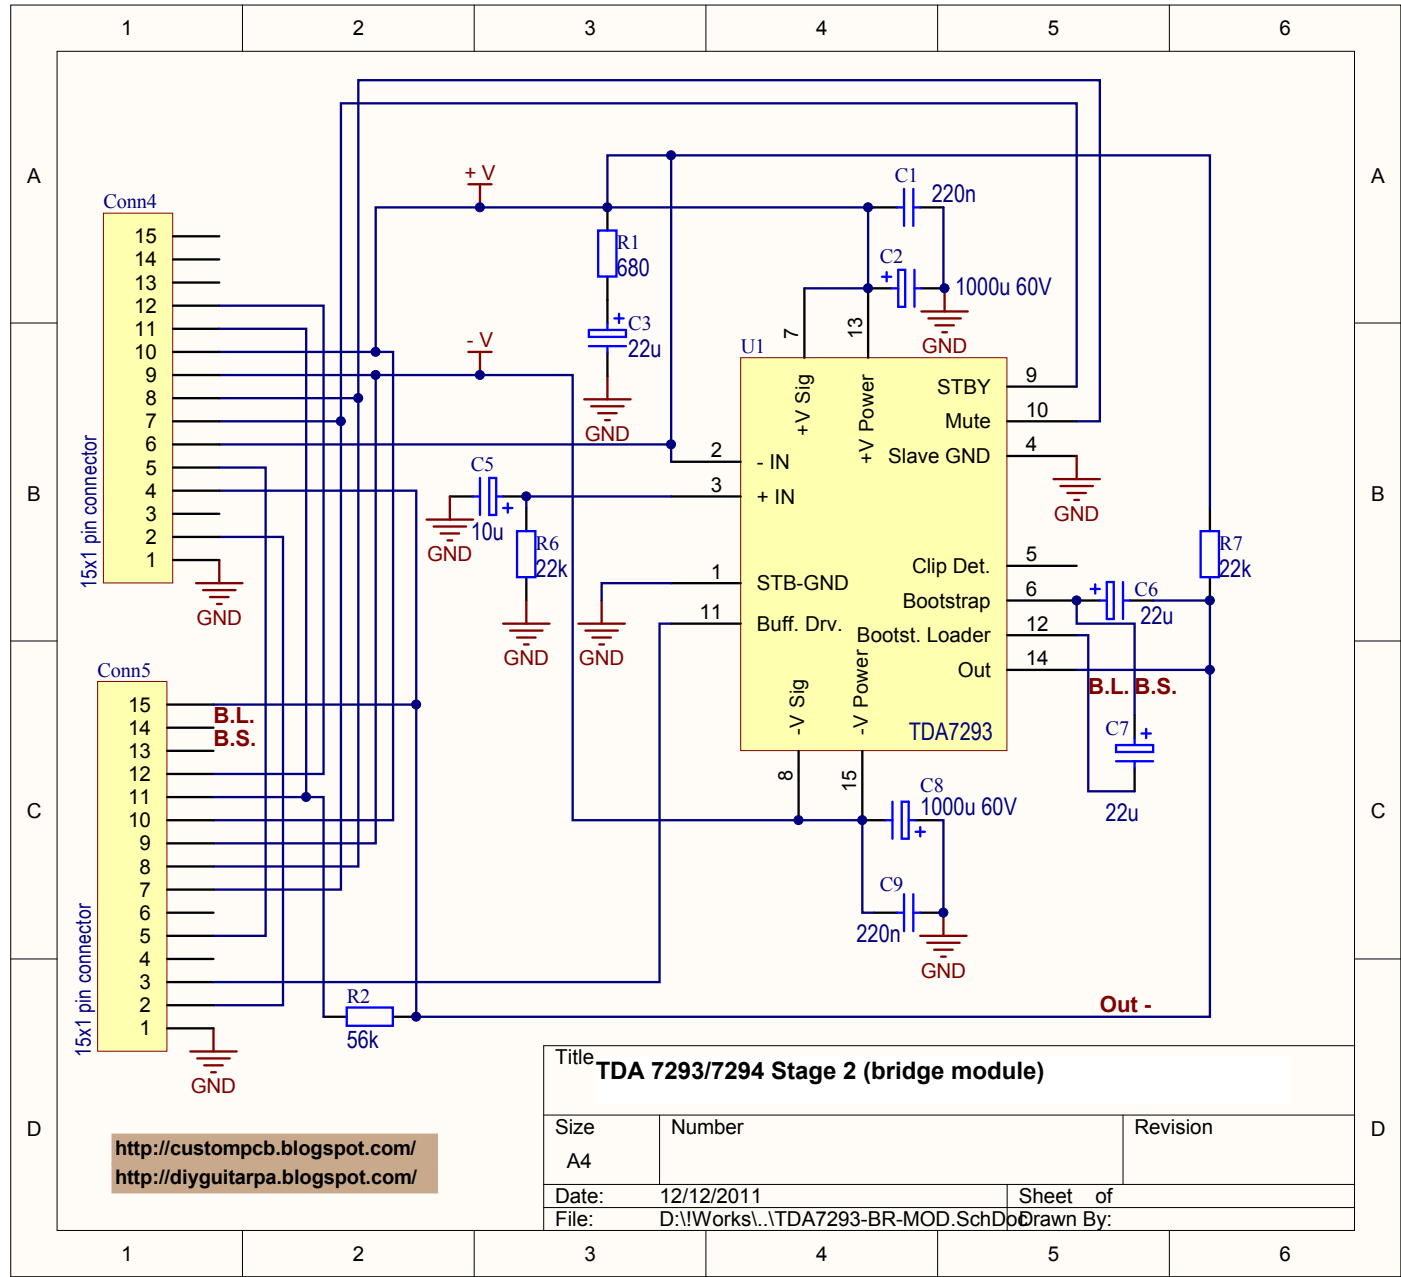 1 2 3 4 5 6
A A
B B
C C
D D
Conn4
15
14
13
12
11
10
9
8
7
6
5
4
3
2
1
15x1 pin connector
GND
Conn5
15
14
13
12
11
10
9
8
7
6
5
4
3
2
1
B.L.
B.S.
15x1 pin connector
GND
+ V
- V
R1
680
C3
22u
GND
C1
220n
C2
1000u 60V
GND
C5
10u
GND
R6
22k
GND
GND
U1
7
13
+V Sig
+V Power
2
- IN
3
+ IN
1
STB-GND
11
Buff. Drv.
STBY
9
Mute
10
Slave GND
4
GND
Clip Det.
5
Bootstrap
6
Bootst. Loader
12
Out
14
-V Sig
-V Power
TDA7293
8
15
C6
22u
R7
22k
B.L. B.S.
C7
22u
C8
1000u 60V
C9
220n
GND
R2
56k
Out -
Title
TDA 7293/7294 Stage 2 (bridge module)
Size
A4
Number
Revision
Date: 12/12/2011
Sheet of
File: D:\!Works\..\TDA7293-BR-MOD.SchDoc
Drawn By:
http://custompcb.blogspot.com/
http://diyguitarpa.blogspot.com/
1 2 3 4 5 6